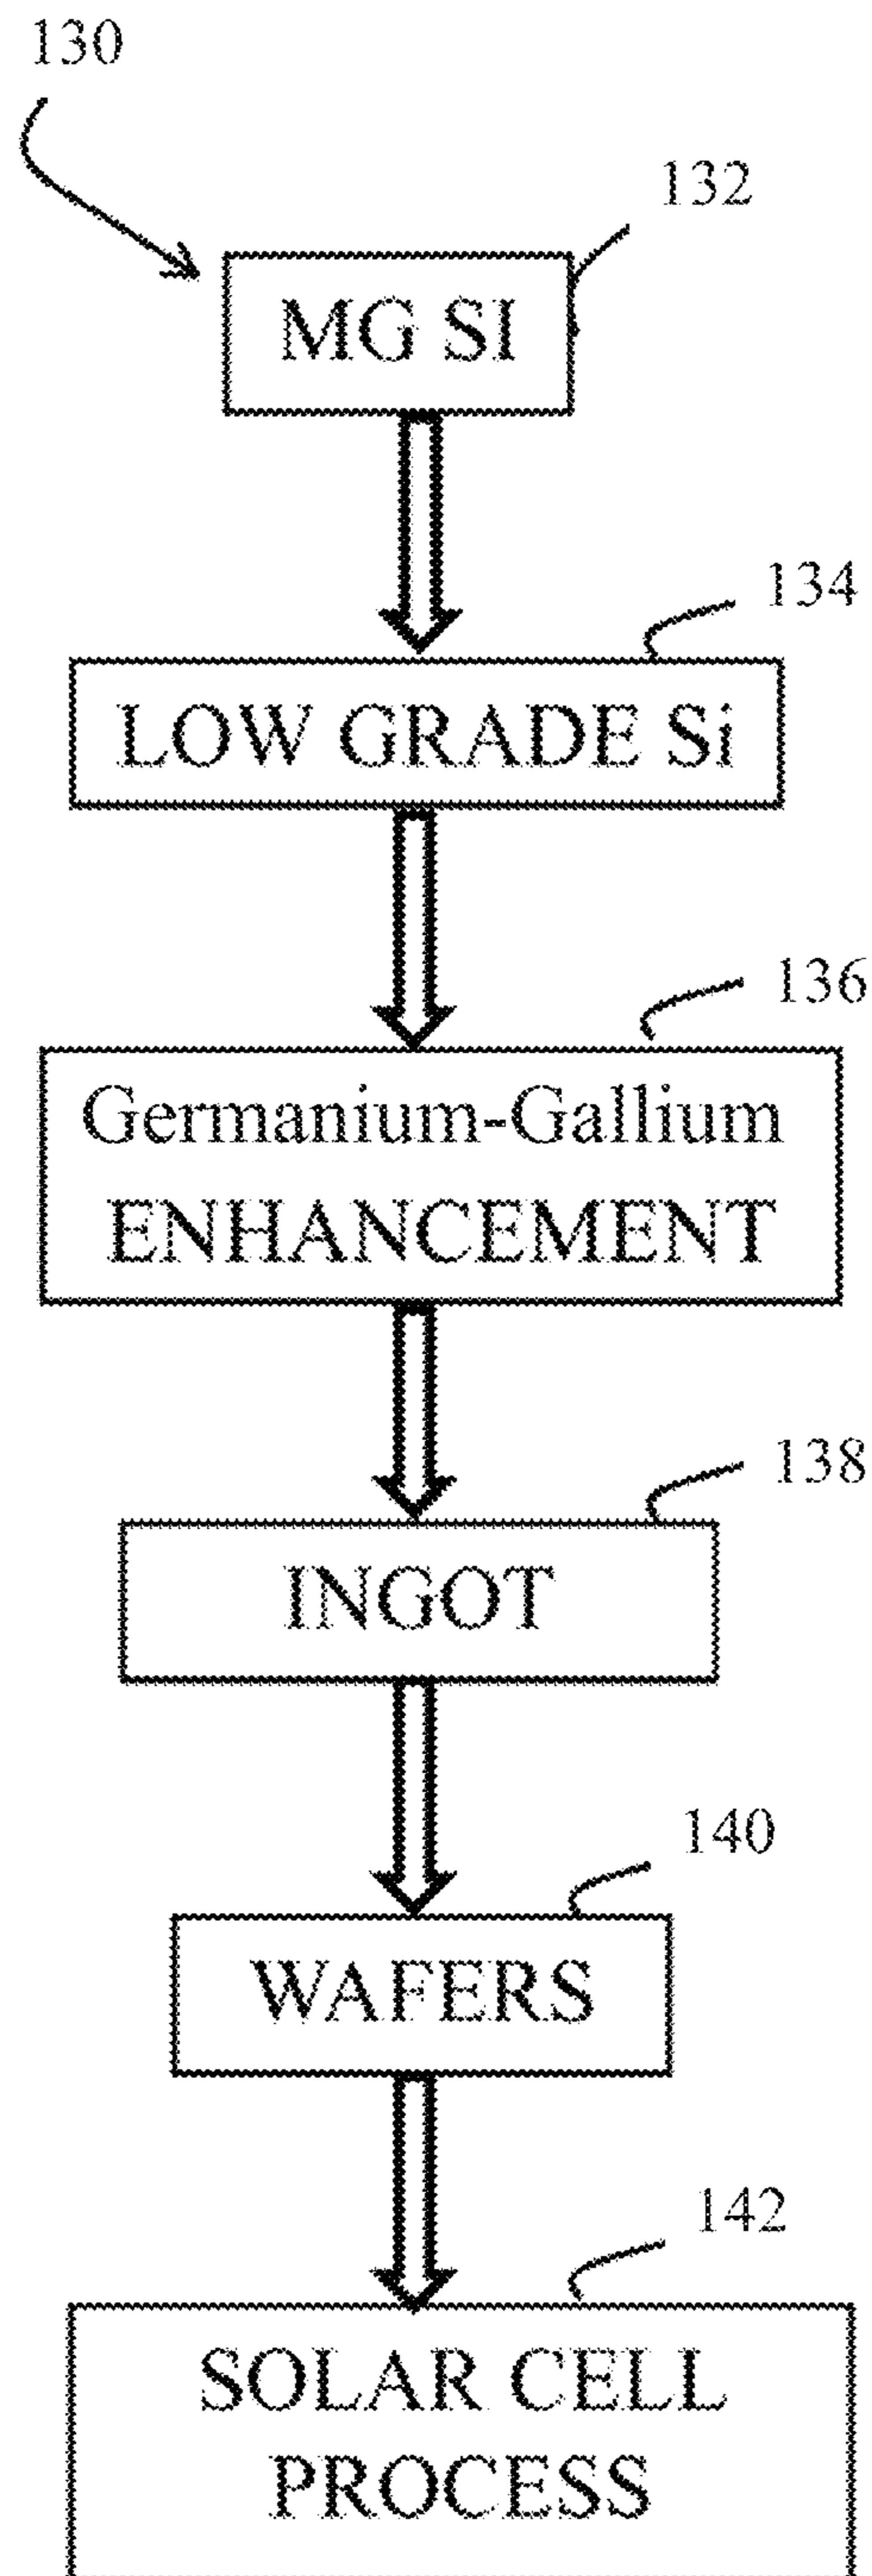 130
132
MG SI
134
LOW GRADE Si
136
Germanium-Gallium
ENHANCEMENT
138
INGOT
140
WAFERS
142
SOLAR CELL
PROCESS